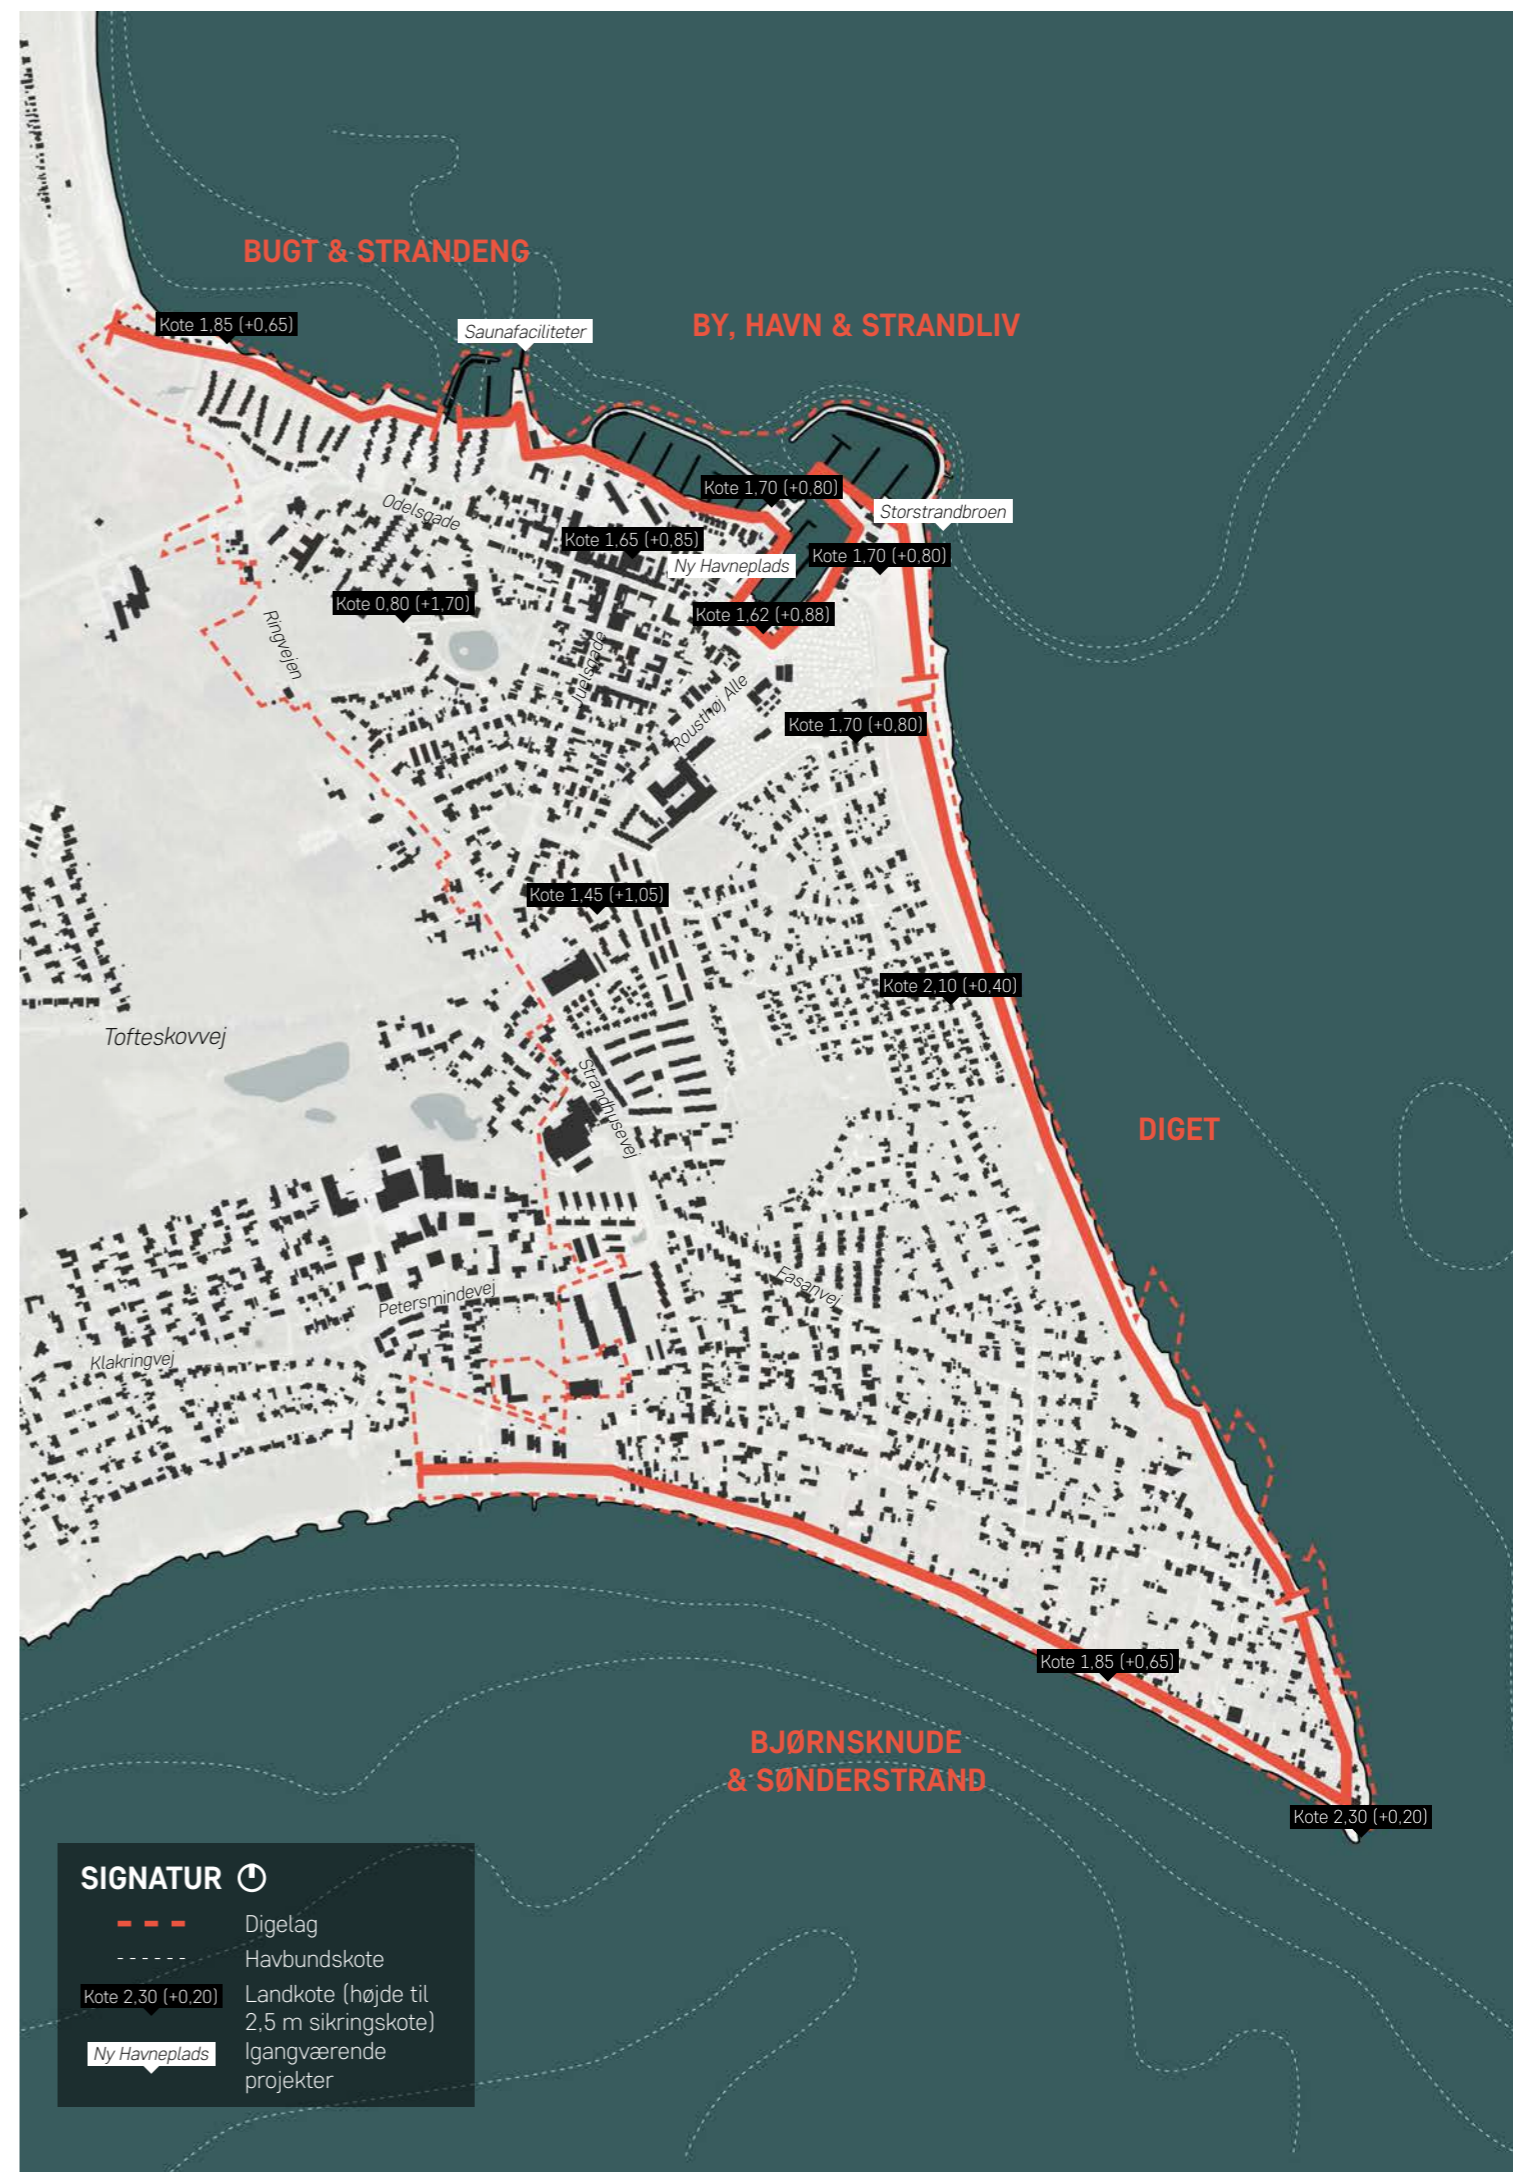 BUGT & STRANDENG
BY, HAVN & STRANDLIV
Kote 1,85 (+0,65)
Saunafaciliteter
Kote 1,70 (+0,80)
Odelsgade
Storstrandbroen
Kote 1,65 (+0,85)
Kote 1,70 (+0,80)
Ny Havneplads
Kote 0,80 (+1,70)
Kote 1,62 (+0,88)
Ringvejen
Juelsgade
Rousthøj Alle
Kote 1,70 (+0,80)
Kote 1,45 (+1,05)
Kote 2,10 (+0,40)
Tofteskovvej
Strandhusevej
DIGET
Fasanvej
Petersmindevej
Klakringvej
Kote 1,85 (+0,65)
BJØRNSKNUDE
& SØNDERSTRAND
Kote 2,30 (+0,20)
SIGNATUR
Digelag
Havbundskote
Kote 2,30 (+0,20)
Landkote (højde til
2,5 m sikringskote)
Ny Havneplads
Igangværende
projekter